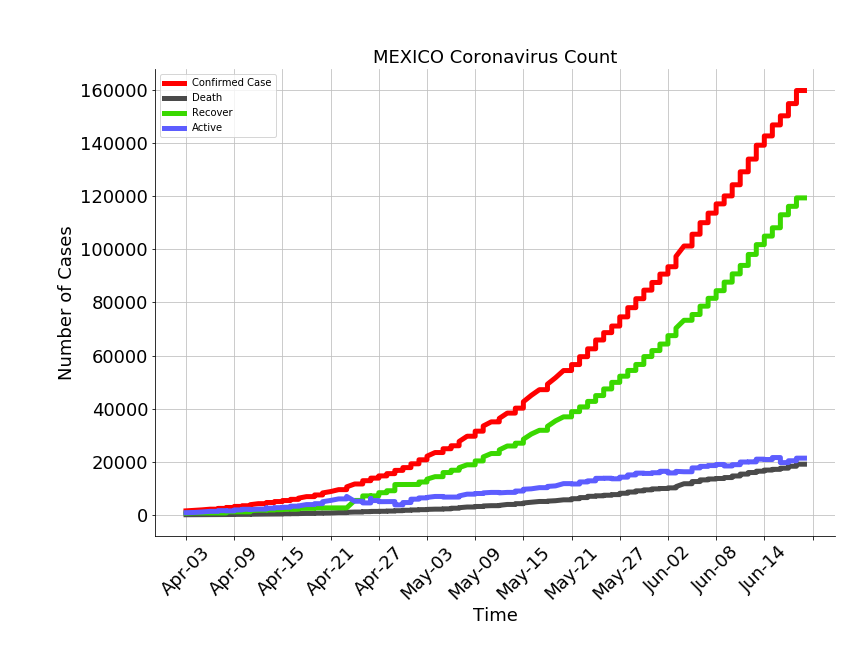 MEXICO Coronavirus Count
Confirmed Case
Death
Recover
Active
Number of Cases
160000
140000
120000
100000
80000
60000
40000
20000
0
Apr-03
Apr-09
Apr-15
Apr-21
Apr-27
May-03
May-09
May-15
May-21
May-27
Jun-02
Jun-08
Jun-14
Time